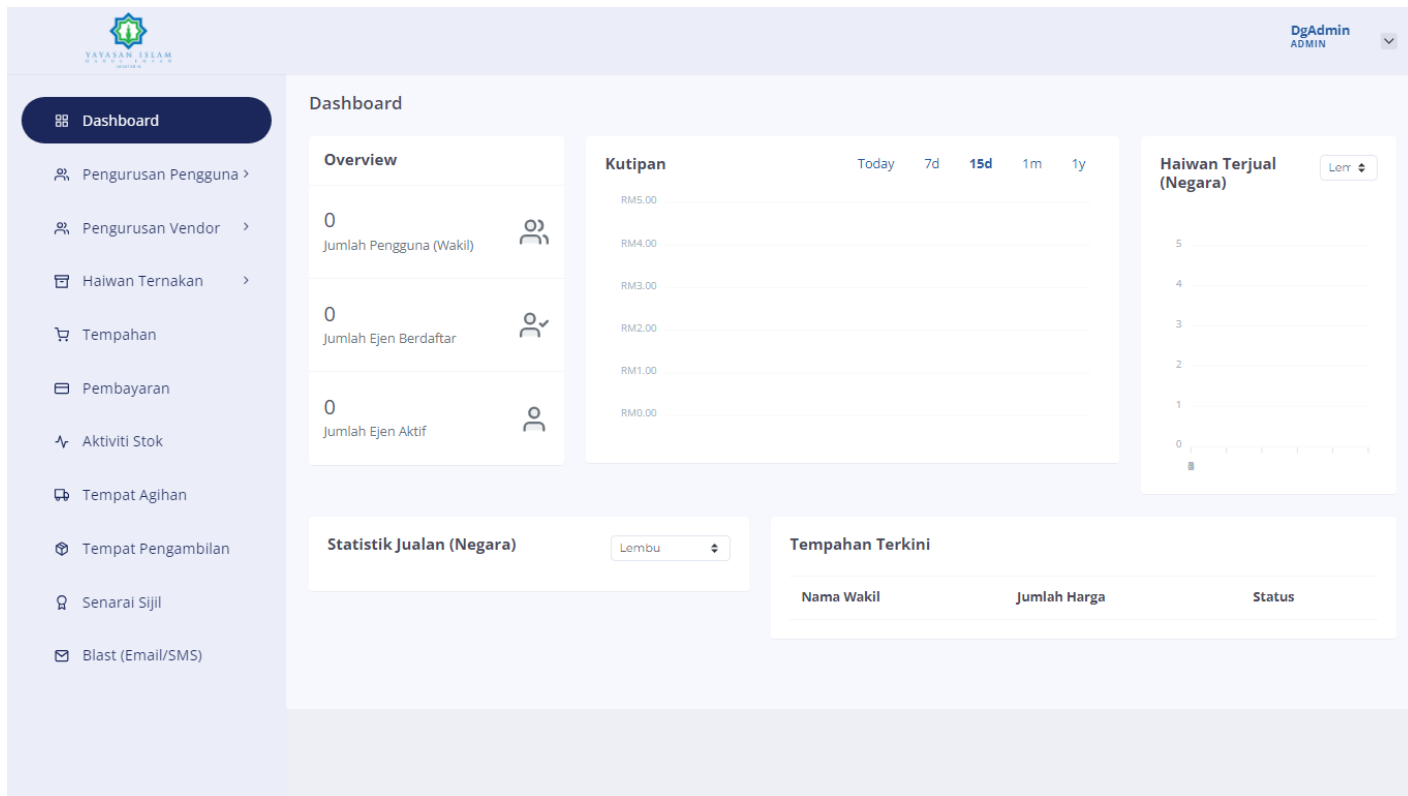 YAYASAN ISLAM
DgAdmin
ADMIN
Dashboard
Pengurusan Pengguna
Pengurusan Vendor
Haiwan Ternakan
Tempahan
Pembayaran
Aktiviti Stok
Tempat Agihan
Tempat Pengambilan
Senarai Sijil
Blast (Email/SMS)
Dashboard
Overview
0
Jumlah Pengguna (Wakil)
0
Jumlah Ejen Berdaftar
0
Jumlah Ejen Aktif
Kutipan Today 7d 15d 1m 1y
RM5.00
RM4.00
RM3.00
RM2.00
RM1.00
RM0.00
Haiwan Terjual Lem
(Negara)
5
4
3
2
1
0
Statistik Jualan (Negara) Lembu
Tempahan Terkini
Nama Wakil Jumlah Harga Status